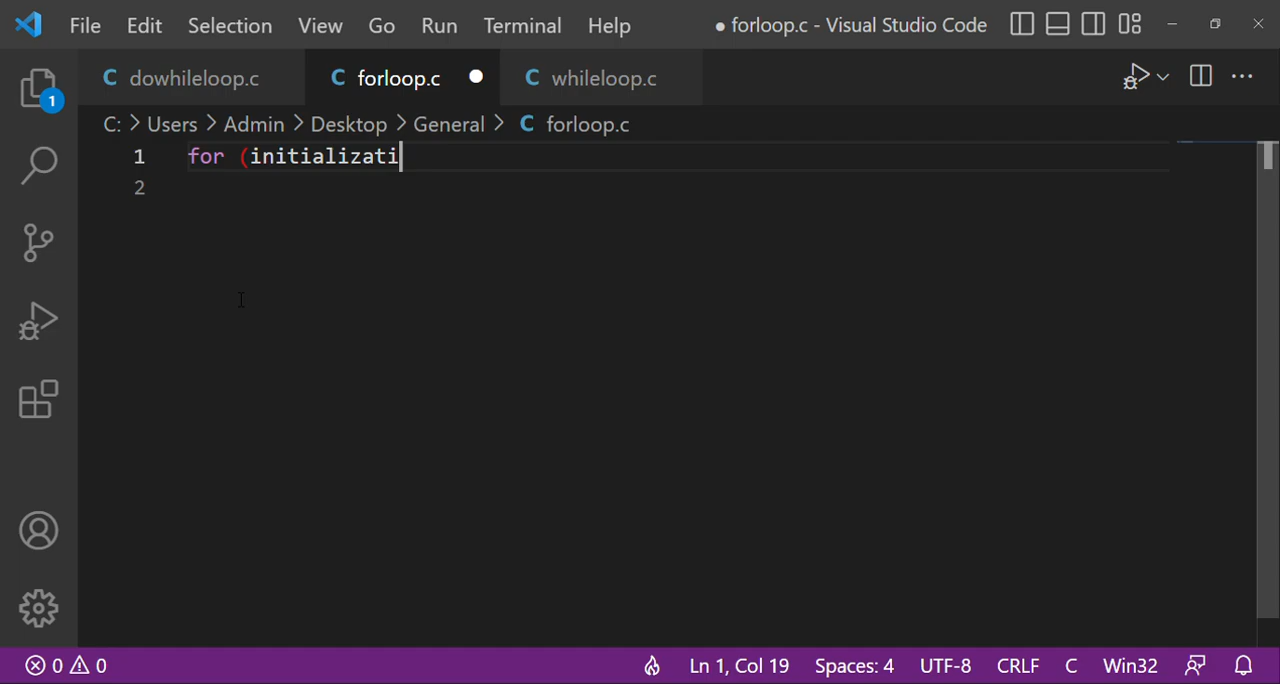 File Edit Selection View Go Run Terminal Help ● forloop.c - Visual Studio Code
C dowhileloop.c C forloop.c ● C whileloop.c
C: > Users > Admin > Desktop > General > C forloop.c
1 for (initializati
2
1
0 0 Ln 1, Col 19 Spaces: 4 UTF-8 CRLF C Win32